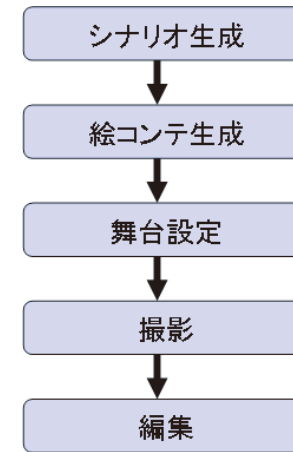 シナリオ生成
絵コンテ生成
舞台設定
撮影
編集